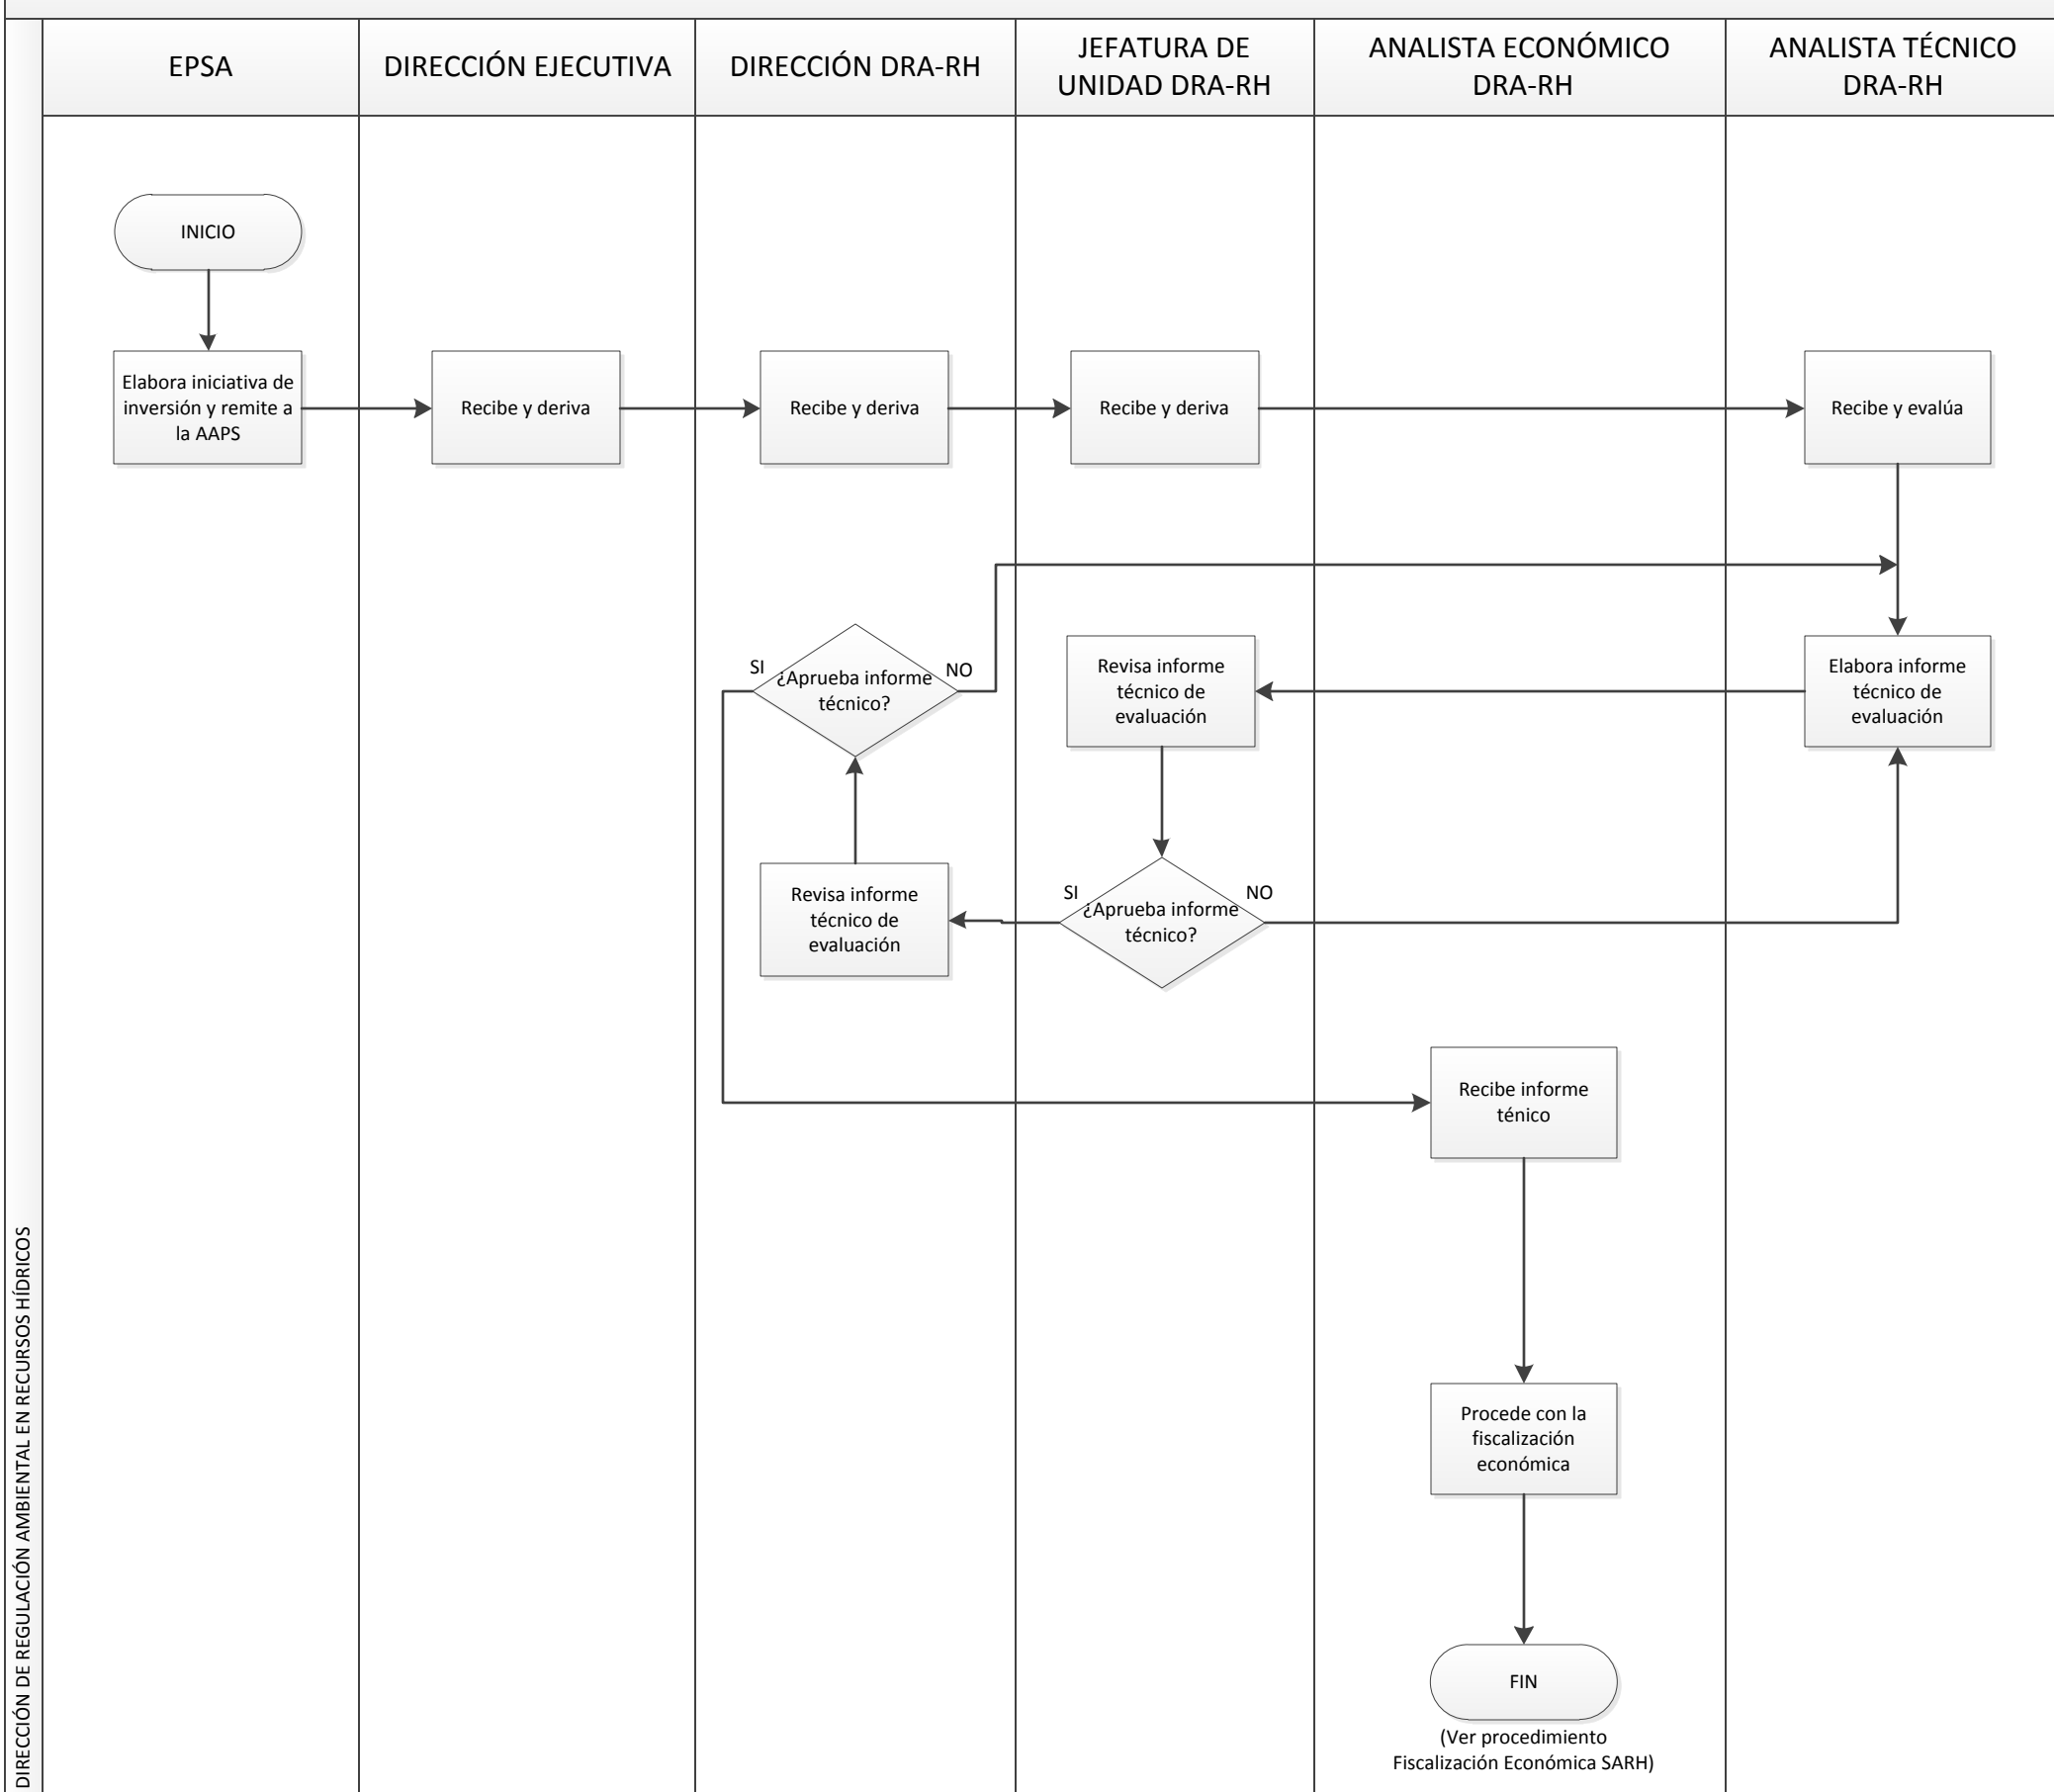 EPSA
DIRECCIÓN EJECUTIVA
DIRECCIÓN DRA-RH
JEFATURA DE
UNIDAD DRA-RH
ANALISTA ECONÓMICO
DRA-RH
ANALISTA TÉCNICO
DRA-RH
INICIO
Elabora iniciativa de
inversión y remite a
la AAPS
Recibe y deriva
Recibe y deriva
Recibe y deriva
Recibe y evalúa
SI
¿Aprueba informe
técnico?
NO
Revisa informe
técnico de
evaluación
Elabora informe
técnico de
evaluación
Revisa informe
técnico de
evaluación
SI
¿Aprueba informe
técnico?
NO
Recibe informe
ténico
Procede con la
fiscalización
económica
FIN
(Ver procedimiento
Fiscalización Económica SARH)
DIRECCIÓN DE REGULACIÓN AMBIENTAL EN RECURSOS HÍDRICOS